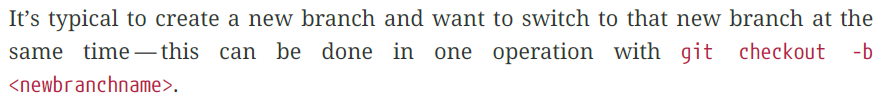 It’s typical to create a new branch and want to switch to that new branch at the
same time — this can be done in one operation with git checkout -b
<newbranchname>.